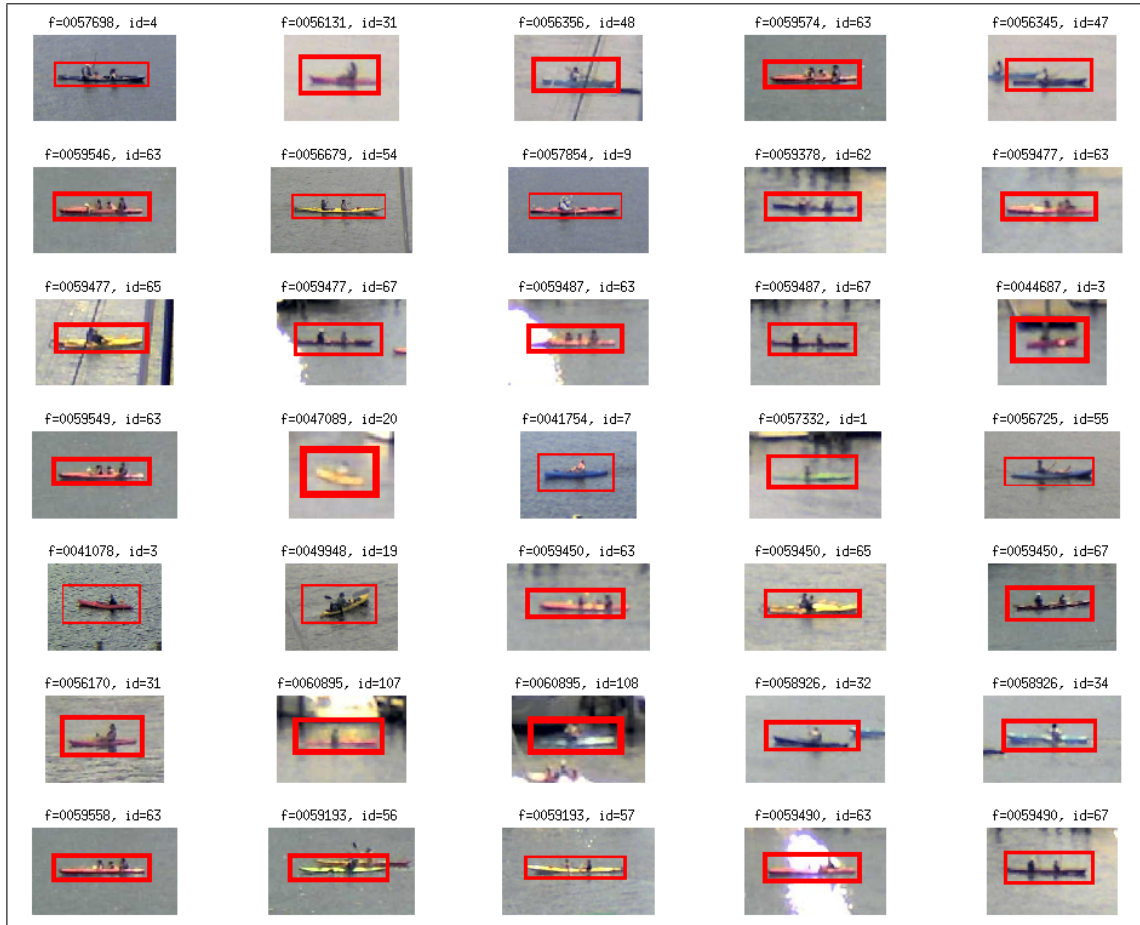 f=0057698, id=4
f=0056131, id=31
f=0056356, id=48
f=0059574, id=63
f=0056345, id=47
f=0059546, id=63
f=0056679, id=54
f=0057854, id=9
f=0059378, id=62
f=0059477, id=63
f=0059477, id=65
f=0059477, id=67
f=0059487, id=63
f=0059487, id=67
f=0044687, id=3
f=0059549, id=63
f=0047089, id=20
f=0041754, id=7
f=0057332, id=1
f=0056725, id=55
f=0041078, id=3
f=0049948, id=19
f=0059450, id=63
f=0059450, id=65
f=0059450, id=67
f=0056170, id=31
f=0060895, id=107
f=0060895, id=108
f=0058926, id=32
f=0058926, id=34
f=0059558, id=63
f=0059193, id=56
f=0059193, id=57
f=0059490, id=63
f=0059490, id=67